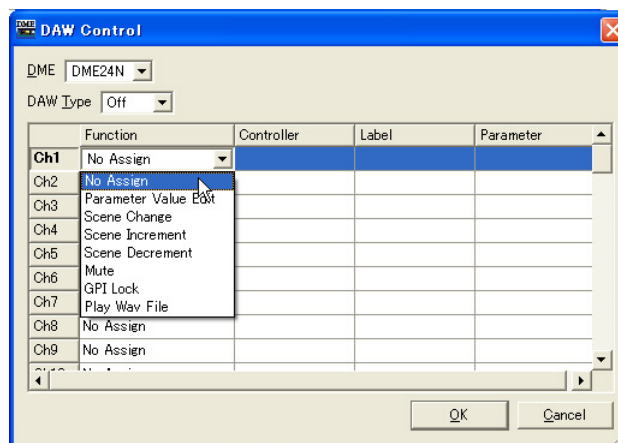 DME DAW Control
DME DME24N
DAW Type Off
Function Controller Label Parameter
Ch1 No Assign
Ch2 No Assign
Ch3 Parameter Value Edit
Scene Change
Ch4 Scene Increment
Ch5 Scene Decrement
Ch6 Mute
GPI Lock
Ch7 Play Wav File
Ch8 No Assign
Ch9 No Assign
OK Cancel